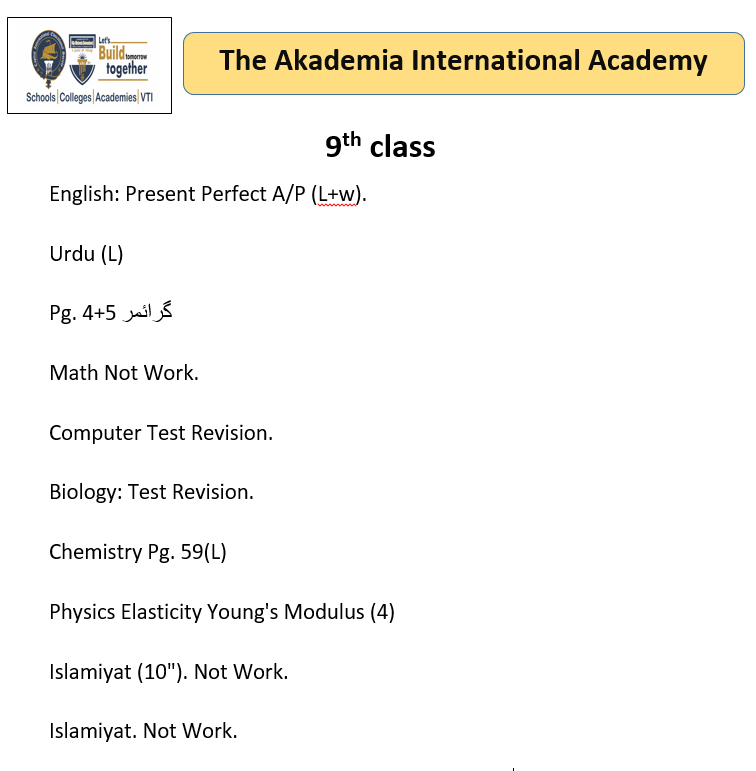 Let's
Build tomorrow
together
Schools|Colleges|Academies|VTI
The Akademia International Academy
9th class
English: Present Perfect A/P (L+w).
Urdu (L)
Pg. 4+5 گرائمر
Math Not Work.
Computer Test Revision.
Biology: Test Revision.
Chemistry Pg. 59(L)
Physics Elasticity Young's Modulus (4)
Islamiyat (10"). Not Work.
Islamiyat. Not Work.